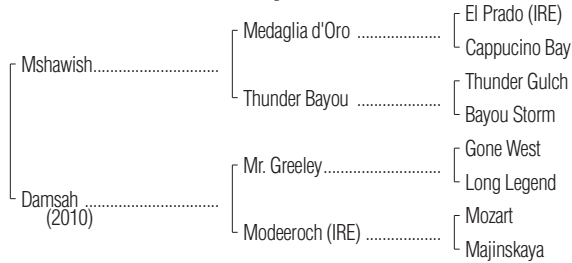 El Prado (IRE)
Medaglia d'Oro ....................
Cappucino Bay
Mshawish..............................
Thunder Gulch
Thunder Bayou ....................
Bayou Storm
Gone West
Mr. Greeley............................
Long Legend
Damsah ................................
(2010)
Mozart
Modeeroch (IRE) ..................
Majinskaya